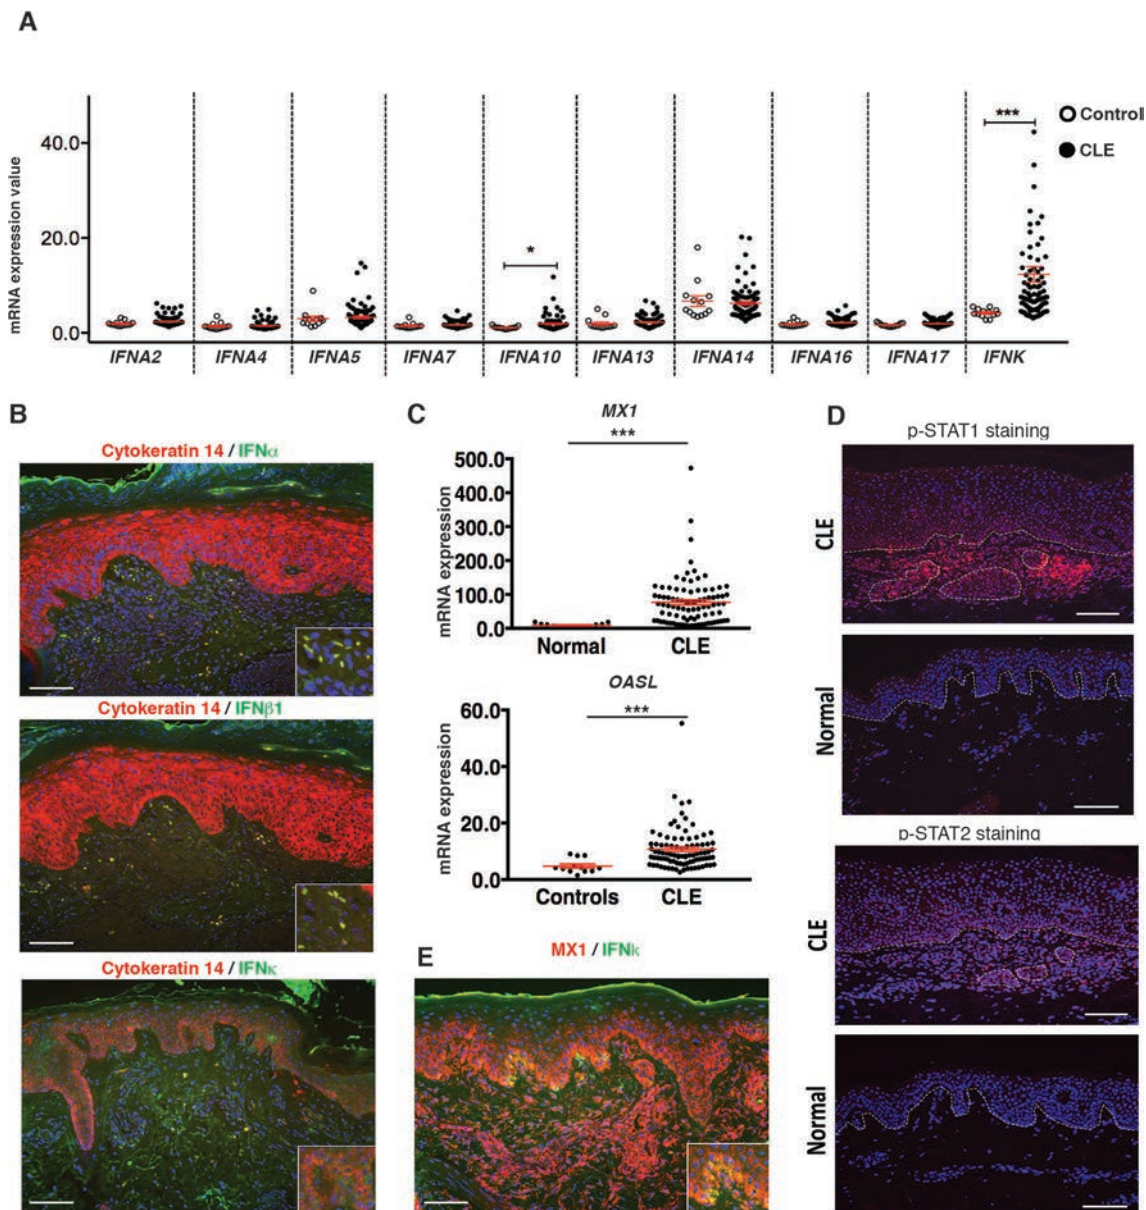 A
mRNA expression value
40.0
20.0
0.0
*
***
Control
CLE
IFNA2 IFNA4 IFNA5 IFNA7 IFNA10 IFNA13 IFNA14 IFNA16 IFNA17 IFNK
B
Cytokeratin 14 / IFNα
Cytokeratin 14 / IFNβ1
Cytokeratin 14 / IFNκ
C
MX1
***
mRNA expression
500.0
400.0
300.0
200.0
100.0
0.0
Normal CLE
OASL
***
mRNA expression
60.0
40.0
20.0
0.0
Controls CLE
D
p-STAT1 staining
CLE
Normal
p-STAT2 staining
CLE
Normal
E
MX1 / IFNk